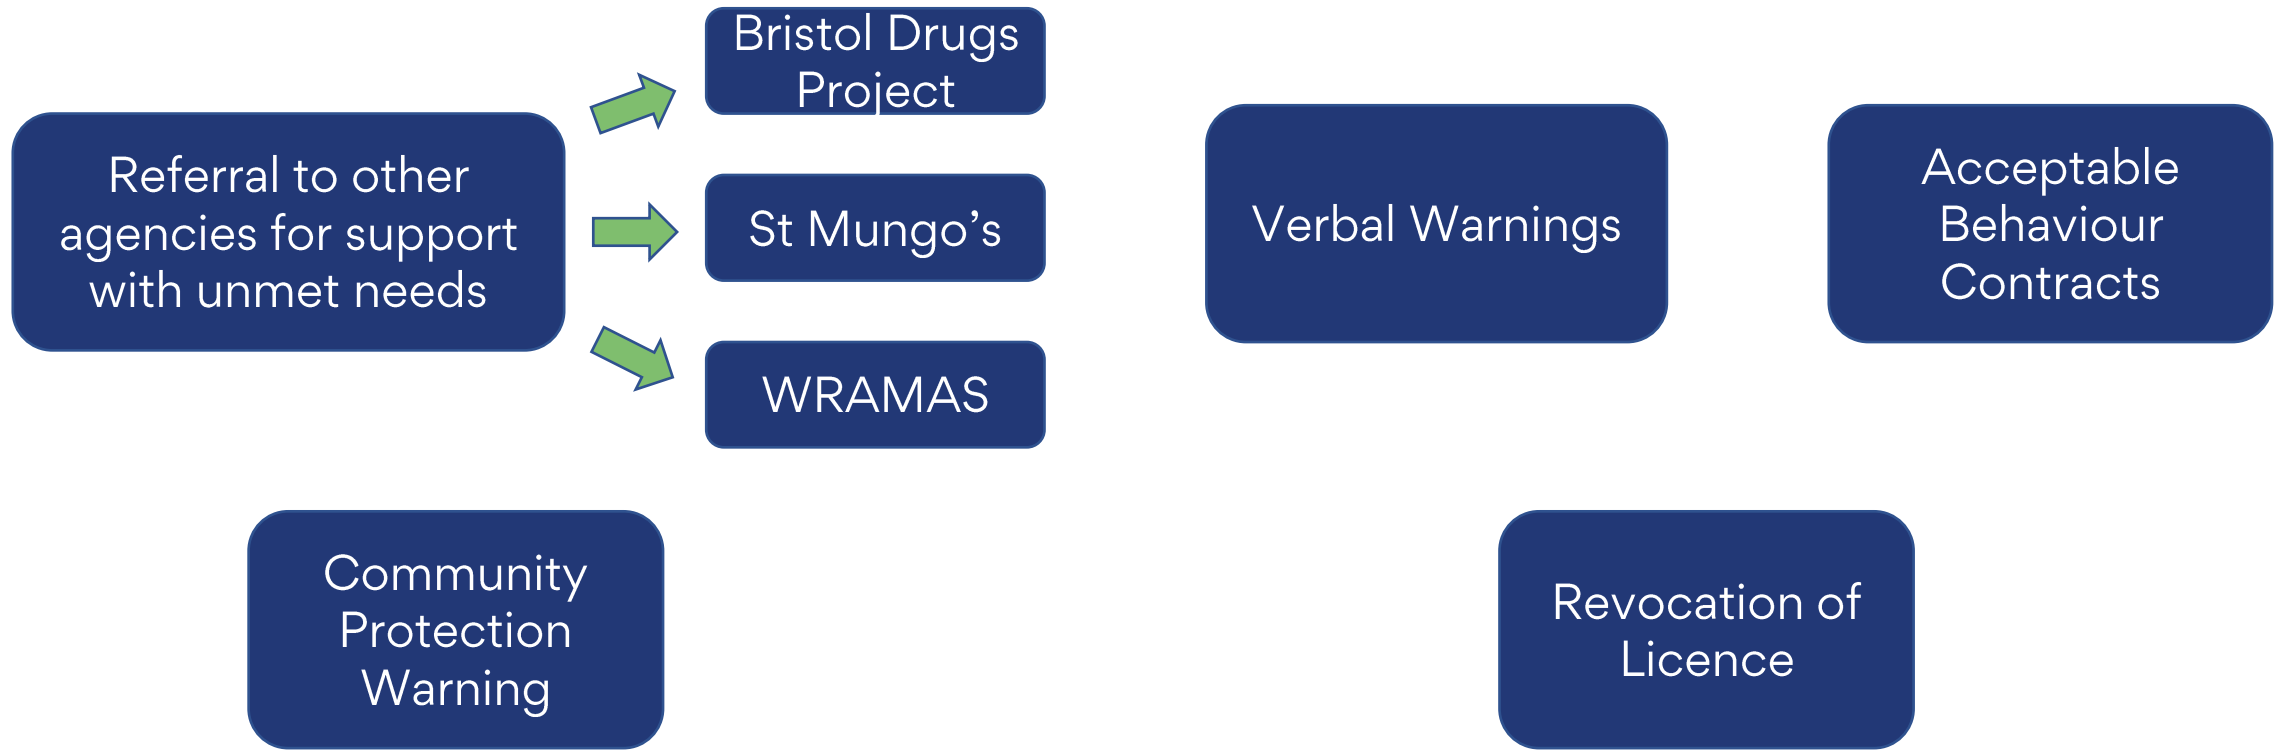 Referral to other
agencies for support
with unmet needs
Bristol Drugs
Project
St Mungo’s
WRAMAS
Verbal Warnings
Acceptable
Behaviour
Contracts
Community
Protection
Warning
Revocation of
Licence